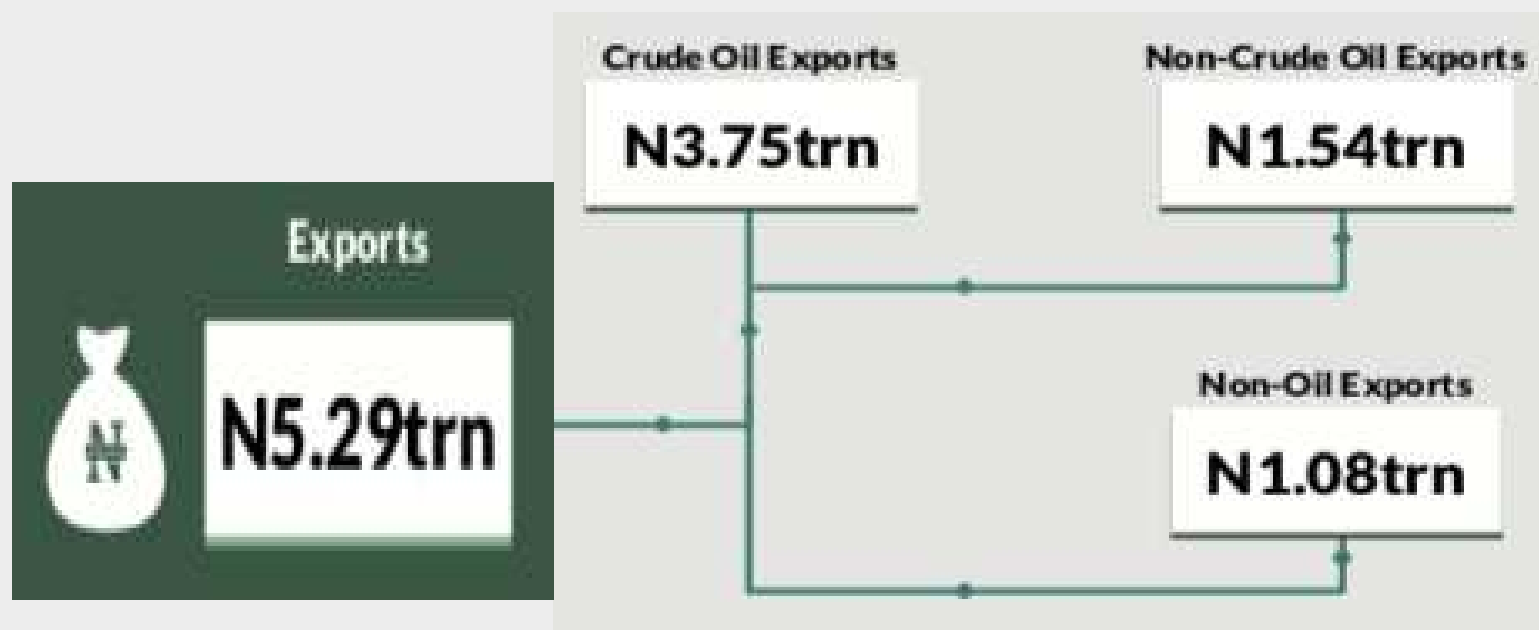 Exports
₦
N5.29trn
Crude Oil Exports
N3.75trn
Non-Crude Oil Exports
N1.54trn
Non-Oil Exports
N1.08trn